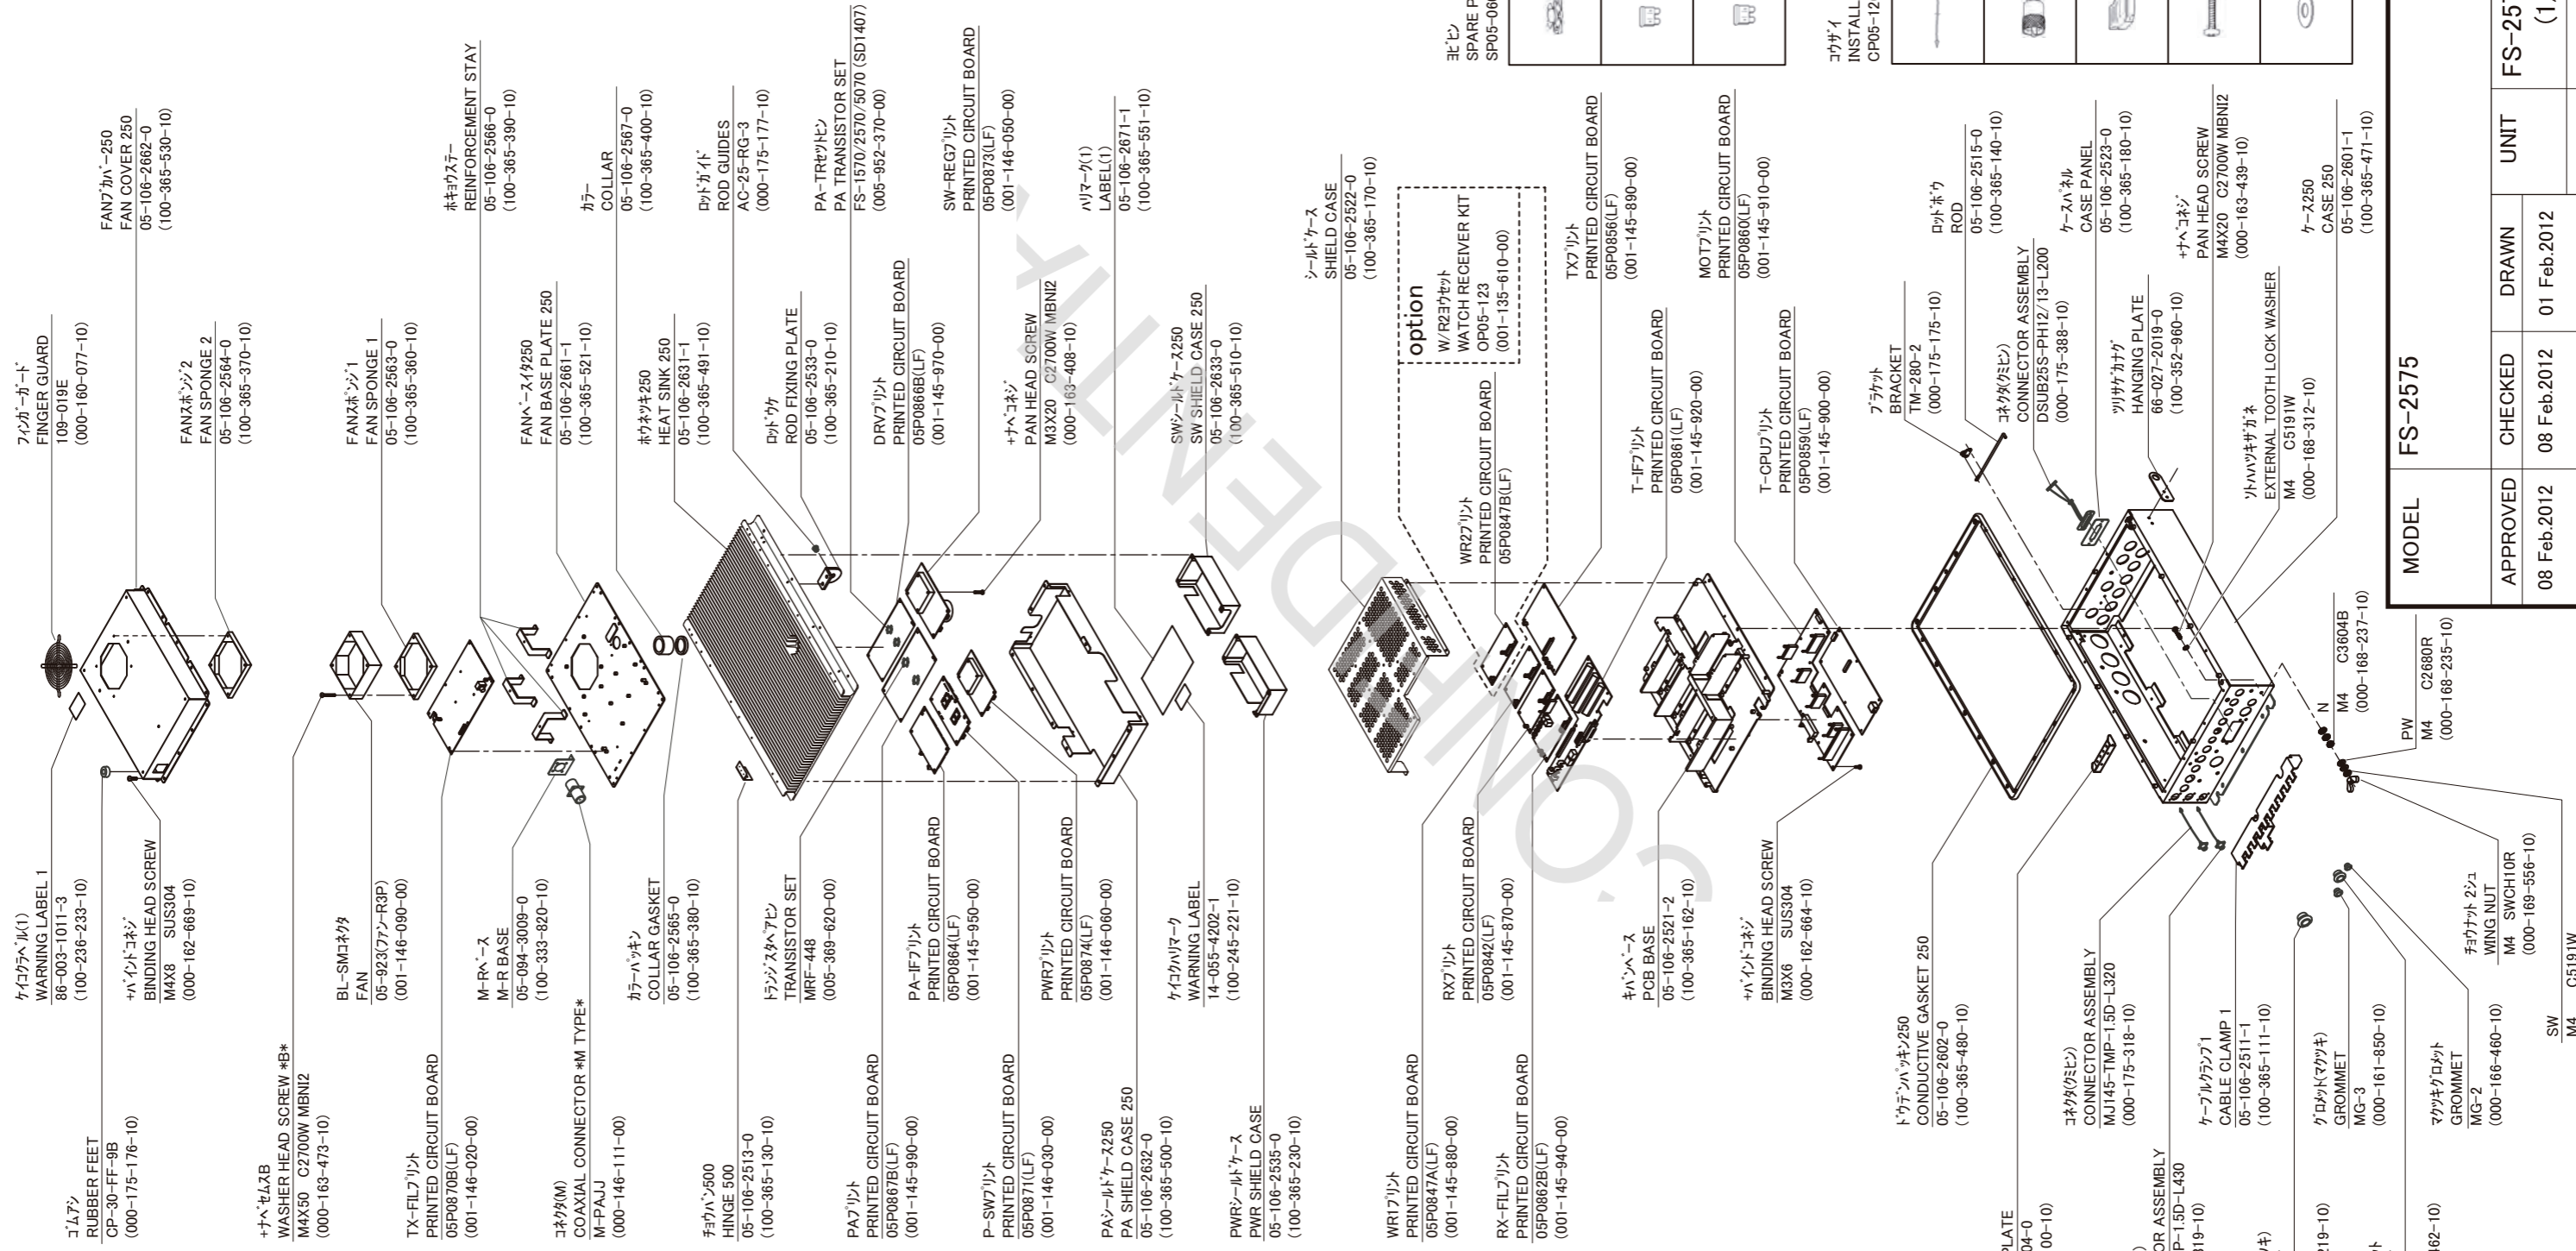 フィンガーガード
FINGER GUARD
109-019E
(000-160-077-10)
FANブカバー250
FAN COVER 250
05-106-2662-0
(100-365-530-10)
FANスポンジ2
FAN SPONGE 2
05-106-2564-0
(100-365-370-10)
FANスポンジ1
FAN SPONGE 1
05-106-2563-0
(100-365-360-10)
ホキョウステー
REINFORCEMENT STAY
05-106-2566-0
(100-365-390-10)
FANベースイタ250
FAN BASE PLATE 250
05-106-2661-1
(100-365-521-10)
カラー
COLLAR
05-106-2567-0
(100-365-400-10)
ホウネツキ250
HEAT SINK 250
05-106-2631-1
(100-365-491-10)
ロッドガイド
ROD GUIDES
AC-25-RG-3
(000-175-177-10)
ロッドウケ
ROD FIXING PLATE
05-106-2533-0
(100-365-210-10)
PA-TRセットヒン
PA TRANSISTOR SET
FS-1570/2570/5070 (SD1407)
(005-952-370-00)
DRVプリント
PRINTED CIRCUIT BOARD
05P0866B(LF)
(001-145-970-00)
SW-REGプリント
PRINTED CIRCUIT BOARD
05P0873(LF)
(001-146-050-00)
+ナベコネジ
PAN HEAD SCREW
M3X20 C2700W MBNI2
(000-163-408-10)
ハリマーク(1)
LABEL(1)
05-106-2671-1
(100-365-551-10)
SWシールドケース250
SW SHIELD CASE 250
05-106-2633-0
(100-365-510-10)
ケイコクラベル(1)
WARNING LABEL 1
86-003-1011-3
(100-236-233-10)
ゴムアシ
RUBBER FEET
CP-30-FF-9B
(000-175-176-10)
+バインドコネジ
BINDING HEAD SCREW
M4X8 SUS304
(000-162-669-10)
+ナベセムスB
WASHER HEAD SCREW *B*
M4X50 C2700W MBNI2
(000-163-473-10)
BL-SMコネクタ
FAN
05-923(ファン-R3P)
(001-146-090-00)
TX-FILプリント
PRINTED CIRCUIT BOARD
05P0870B(LF)
(001-146-020-00)
M-Rベース
M-R BASE
05-094-3009-0
(100-333-820-10)
コネクタ(M)
COAXIAL CONNECTOR *M TYPE*
M-PAJJ
(000-146-111-00)
カラーパッキン
COLLAR GASKET
05-106-2565-0
(100-365-380-10)
チョウバン500
HINGE 500
05-106-2513-0
(100-365-130-10)
トランジスタペアヒン
TRANSISTOR SET
MRF-448
(005-369-620-00)
PAプリント
PRINTED CIRCUIT BOARD
05P0867B(LF)
(001-145-990-00)
PA-IFプリント
PRINTED CIRCUIT BOARD
05P0864(LF)
(001-145-950-00)
P-SWプリント
PRINTED CIRCUIT BOARD
05P0871(LF)
(001-146-030-00)
PWRプリント
PRINTED CIRCUIT BOARD
05P0874(LF)
(001-146-060-00)
PAシールドケース250
PA SHIELD CASE 250
05-106-2632-0
(100-365-500-10)
ケイコクハリマーク
WARNING LABEL
14-055-4202-1
(100-245-221-10)
PWRシールドケース
PWR SHIELD CASE
05-106-2535-0
(100-365-230-10)
シールドケース
SHIELD CASE
05-106-2522-0
(100-365-170-10)
option
W/R2ヨウセット
WATCH RECEIVER KIT
OP05-123
(001-135-610-00)
WR2プリント
PRINTED CIRCUIT BOARD
05P0847B(LF)
TXプリント
PRINTED CIRCUIT BOARD
05P0856(LF)
(001-145-890-00)
T-IFプリント
PRINTED CIRCUIT BOARD
05P0861(LF)
(001-145-920-00)
MOTプリント
PRINTED CIRCUIT BOARD
05P0860(LF)
(001-145-910-00)
T-CPUプリント
PRINTED CIRCUIT BOARD
05P0859(LF)
(001-145-900-00)
WR1プリント
PRINTED CIRCUIT BOARD
05P0847A(LF)
(001-145-880-00)
RXプリント
PRINTED CIRCUIT BOARD
05P0842(LF)
(001-145-870-00)
RX-FILプリント
PRINTED CIRCUIT BOARD
05P0862B(LF)
(001-145-940-00)
キバンベース
PCB BASE
05-106-2521-2
(100-365-162-10)
+バインドコネジ
BINDING HEAD SCREW
M3X6 SUS304
(000-162-664-10)
ブラケット
BRACKET
TM-280-2
(000-175-175-10)
ロッドボウ
ROD
05-106-2515-0
(100-365-140-10)
コネクタ(クミヒン)
CONNECTOR ASSEMBLY
DSUB25S-PH12/13-L200
(000-175-388-10)
ケースパネル
CASE PANEL
05-106-2523-0
(100-365-180-10)
ツリサゲカナグ
HANGING PLATE
66-027-2019-0
(100-352-960-10)
+ナベコネジ
PAN HEAD SCREW
M4X20 C2700W MBNI2
(000-163-439-10)
ソトハツキザガネ
EXTERNAL TOOTH LOCK WASHER
M4 C5191W
(000-168-312-10)
ケース250
CASE 250
05-106-2601-1
(100-365-471-10)
N
M4 C3604B
(000-168-237-10)
PW
M4 C2680R
(000-168-235-10)
ドウデンパッキン250
CONDUCTIVE GASKET 250
05-106-2602-0
(100-365-480-10)
コネクタ(クミヒン)
CONNECTOR ASSEMBLY
MJ145-TMP-1.5D-L320
(000-175-318-10)
ケーブルクランプ1
CABLE CLAMP 1
05-106-2511-1
(100-365-111-10)
グロメット(マクツキ)
GROMMET
MG-3
(000-161-850-10)
マクツキグロメット
GROMMET
MG-2
(000-166-460-10)
チョウナット 2シュ
WING NUT
M4 SWCH10R
(000-169-556-10)
SW
M4 C5191W
PLATE
04-0
00-10)
OR ASSEMBLY
P-1.5D-L430
319-10)
ツキ)
219-10)
ット
462-10)
ヨビヒン
SPARE P
SP05-060
コウザイ
INSTALL
CP05-12
MODEL
FS-2575
UNIT
FS-257
(1/
APPROVED
CHECKED
DRAWN
08 Feb.2012
08 Feb.2012
01 Feb.2012